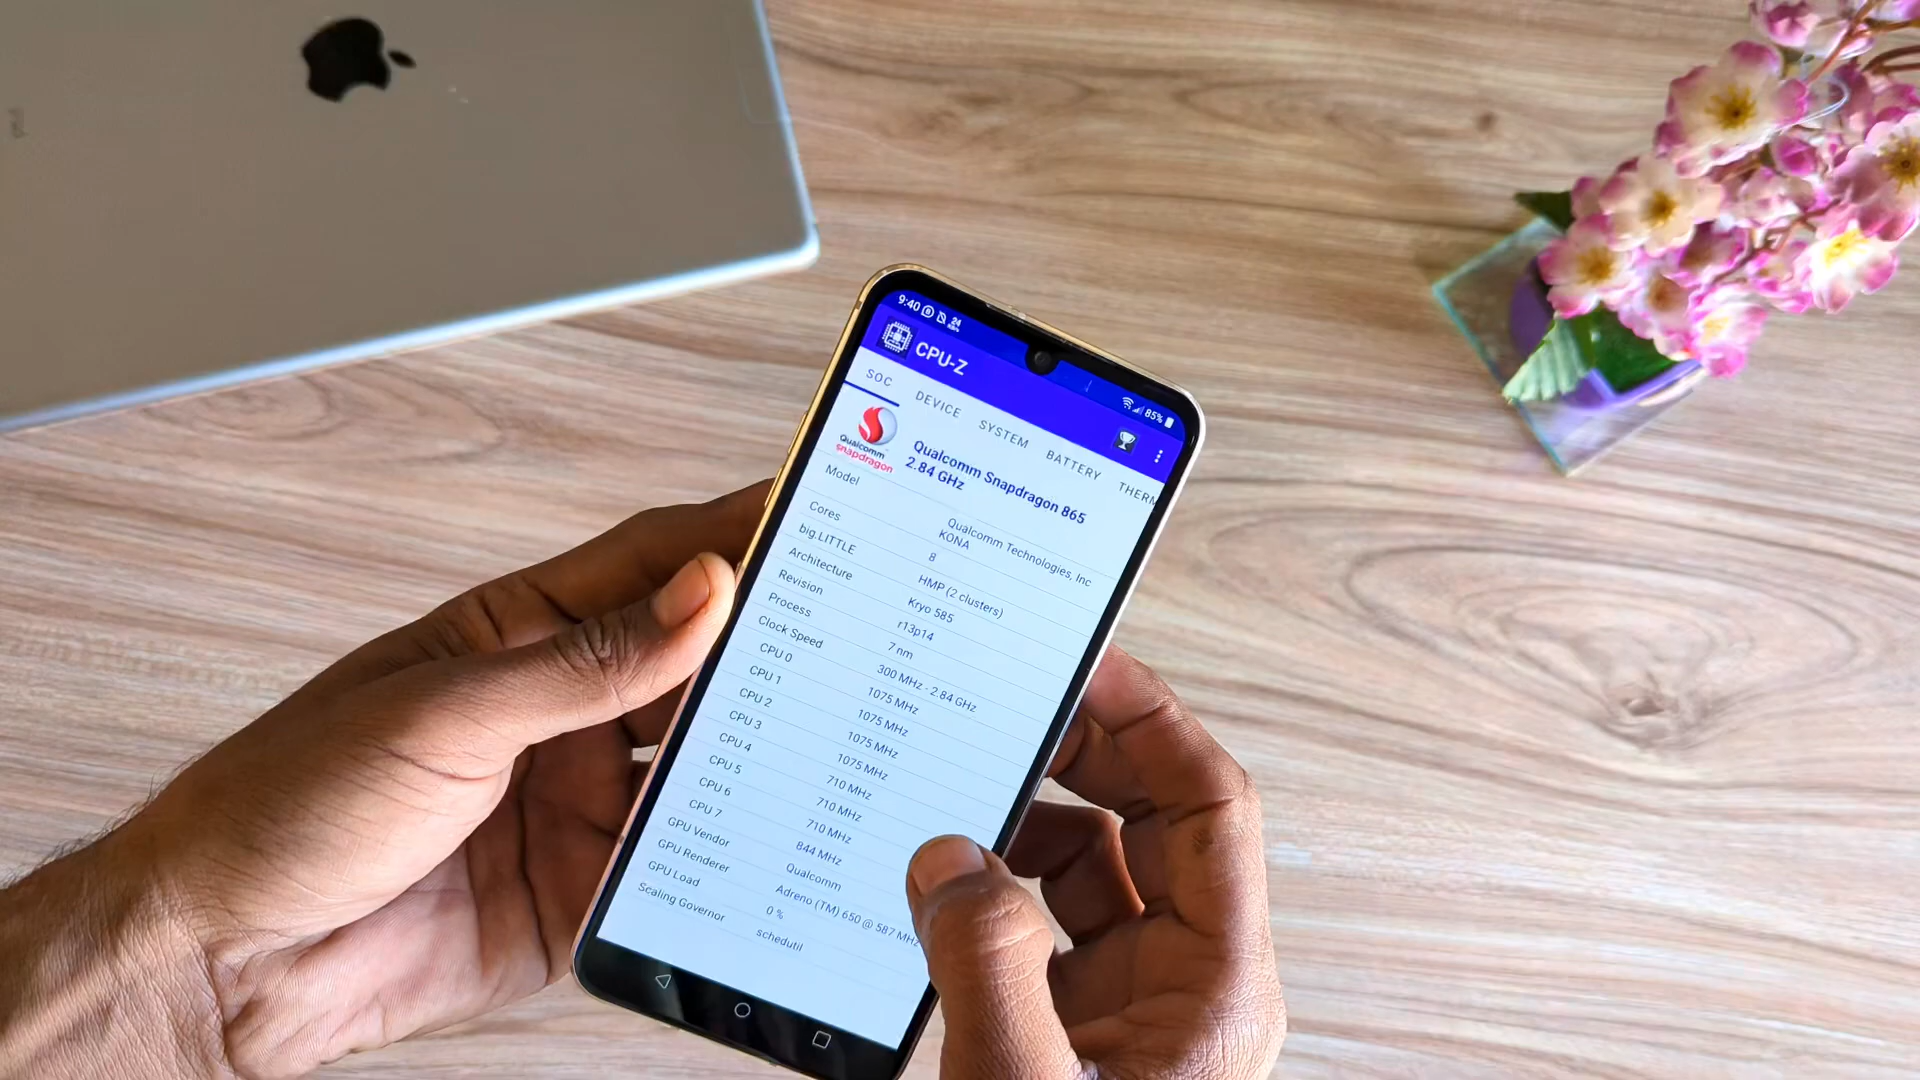 9:40 24 KB/s 85%
CPU-Z
SOC DEVICE SYSTEM BATTERY THERM
Qualcomm
snapdragon
Qualcomm Snapdragon 865
2.84 GHz
Model Qualcomm Technologies, Inc
KONA
Cores 8
big.LITTLE HMP (2 clusters)
Architecture Kryo 585
Revision r13p14
Process 7 nm
Clock Speed 300 MHz - 2.84 GHz
CPU 0 1075 MHz
CPU 1 1075 MHz
CPU 2 1075 MHz
CPU 3 1075 MHz
CPU 4 710 MHz
CPU 5 710 MHz
CPU 6 710 MHz
CPU 7 844 MHz
GPU Vendor Qualcomm
GPU Renderer Adreno (TM) 650 @ 587 MHz
GPU Load 0 %
Scaling Governor schedutil